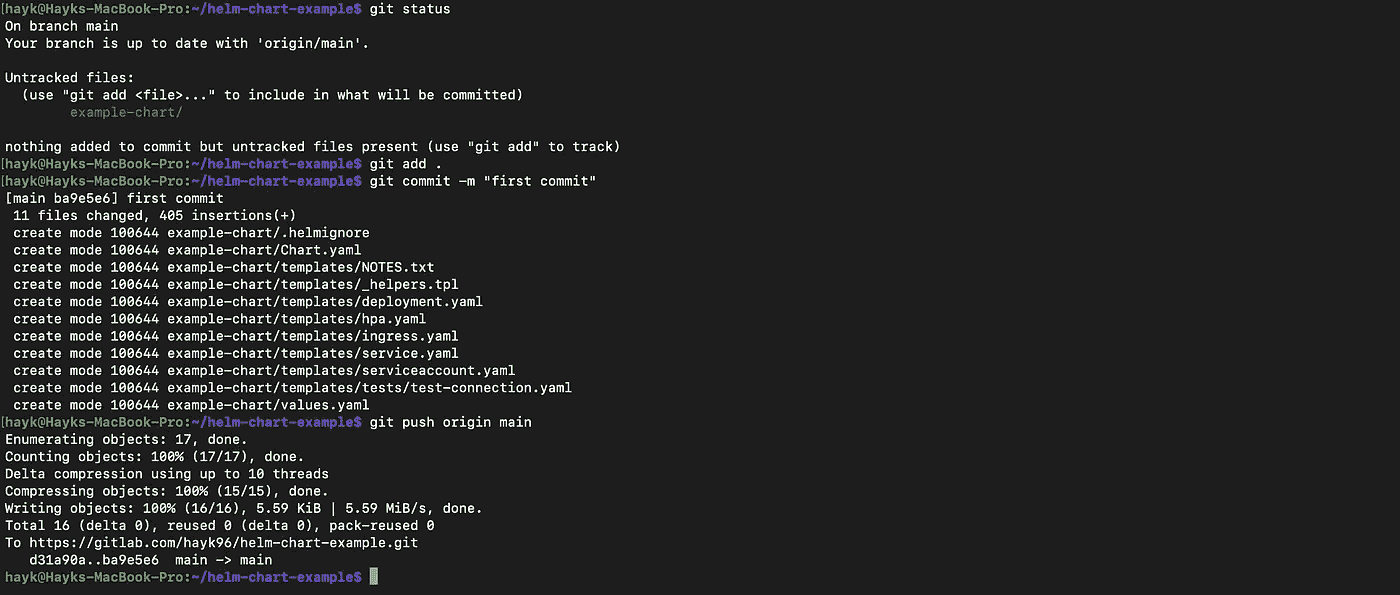 [hayk@Hayks-MacBook-Pro:~/helm-chart-example$ git status
On branch main
Your branch is up to date with 'origin/main'.

Untracked files:
  (use "git add <file>..." to include in what will be committed)
        example-chart/

nothing added to commit but untracked files present (use "git add" to track)
[hayk@Hayks-MacBook-Pro:~/helm-chart-example$ git add .
[hayk@Hayks-MacBook-Pro:~/helm-chart-example$ git commit -m "first commit"
[main ba9e5e6] first commit
 11 files changed, 405 insertions(+)
 create mode 100644 example-chart/.helmignore
 create mode 100644 example-chart/Chart.yaml
 create mode 100644 example-chart/templates/NOTES.txt
 create mode 100644 example-chart/templates/_helpers.tpl
 create mode 100644 example-chart/templates/deployment.yaml
 create mode 100644 example-chart/templates/hpa.yaml
 create mode 100644 example-chart/templates/ingress.yaml
 create mode 100644 example-chart/templates/service.yaml
 create mode 100644 example-chart/templates/serviceaccount.yaml
 create mode 100644 example-chart/templates/tests/test-connection.yaml
 create mode 100644 example-chart/values.yaml
[hayk@Hayks-MacBook-Pro:~/helm-chart-example$ git push origin main
Enumerating objects: 17, done.
Counting objects: 100% (17/17), done.
Delta compression using up to 10 threads
Compressing objects: 100% (15/15), done.
Writing objects: 100% (16/16), 5.59 KiB | 5.59 MiB/s, done.
Total 16 (delta 0), reused 0 (delta 0), pack-reused 0
To https://gitlab.com/hayk96/helm-chart-example.git
   d31a90a..ba9e5e6  main -> main
hayk@Hayks-MacBook-Pro:~/helm-chart-example$